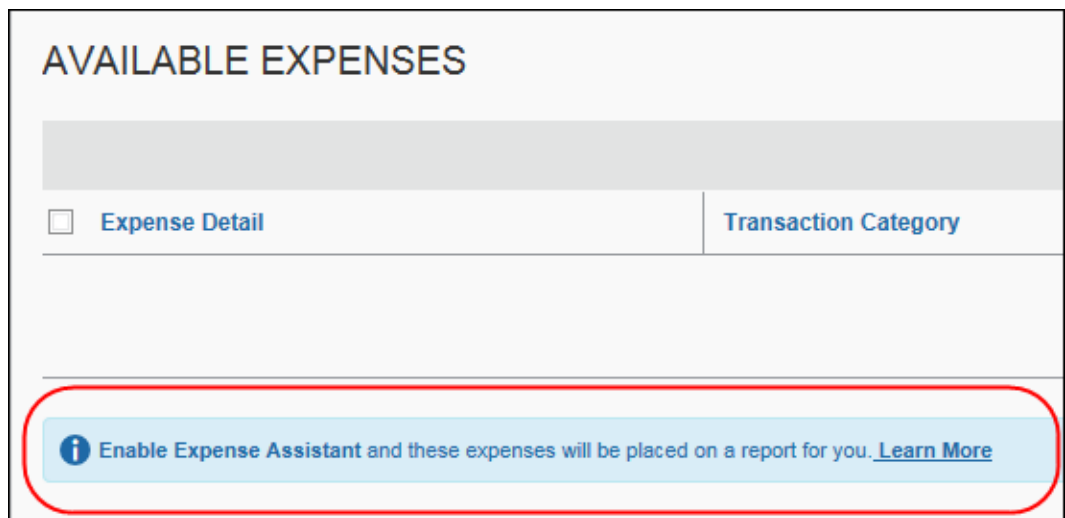 AVAILABLE EXPENSES
Expense Detail Transaction Category
Enable Expense Assistant and these expenses will be placed on a report for you. Learn More